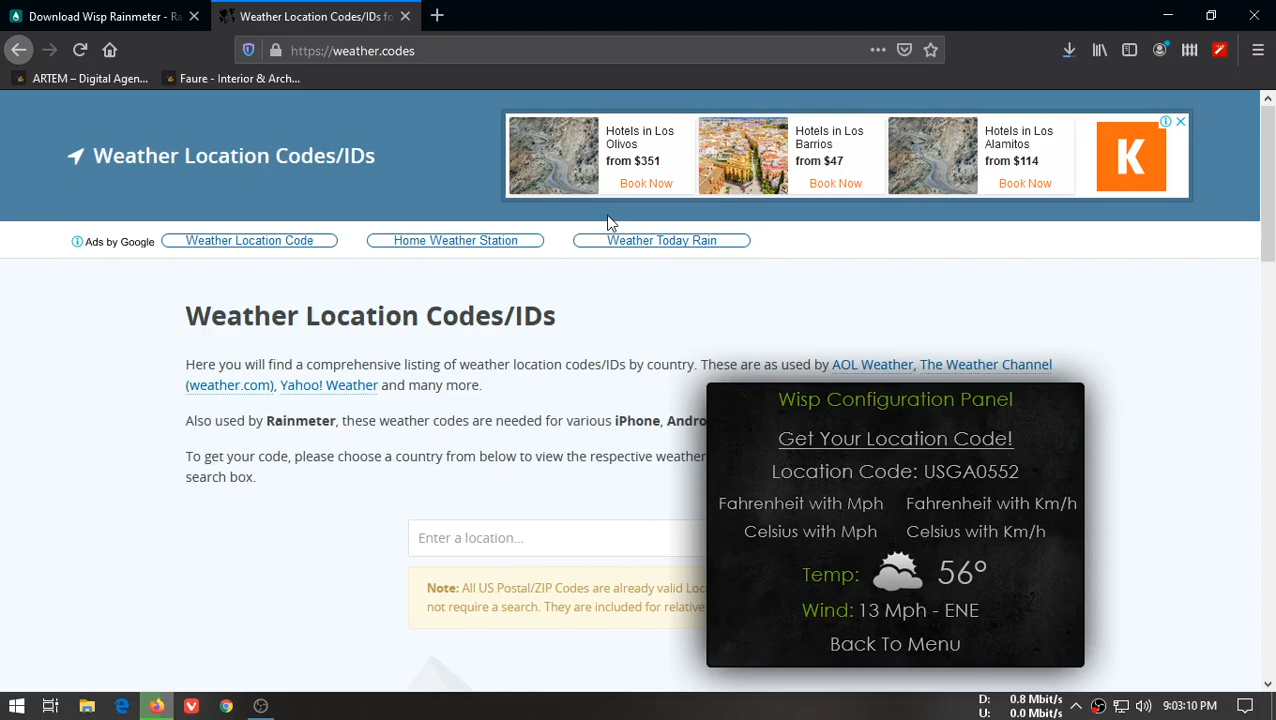 Download Wisp Rainmeter - Ra
Weather Location Codes/IDs fo
https://weather.codes
ARTEM – Digital Agen...
Faure - Interior & Arch...
Weather Location Codes/IDs
Hotels in Los
Olivos
from $351
Book Now
Hotels in Los
Barrios
from $47
Book Now
Hotels in Los
Alamitos
from $114
Book Now
K
Ads by Google
Weather Location Code
Home Weather Station
Weather Today Rain
Weather Location Codes/IDs
Here you will find a comprehensive listing of weather location codes/IDs by country. These are as used by AOL Weather, The Weather Channel
(weather.com), Yahoo! Weather and many more.
Also used by Rainmeter, these weather codes are needed for various iPhone, Andro
To get your code, please choose a country from below to view the respective weather
search box.
Enter a location...
Note: All US Postal/ZIP Codes are already valid Loc
not require a search. They are included for relative
Wisp Configuration Panel
Get Your Location Code!
Location Code: USGA0552
Fahrenheit with Mph
Fahrenheit with Km/h
Celsius with Mph
Celsius with Km/h
Temp: 56°
Wind: 13 Mph - ENE
Back To Menu
D: 0.8 Mbit/s
U: 0.0 Mbit/s
9:03:10 PM